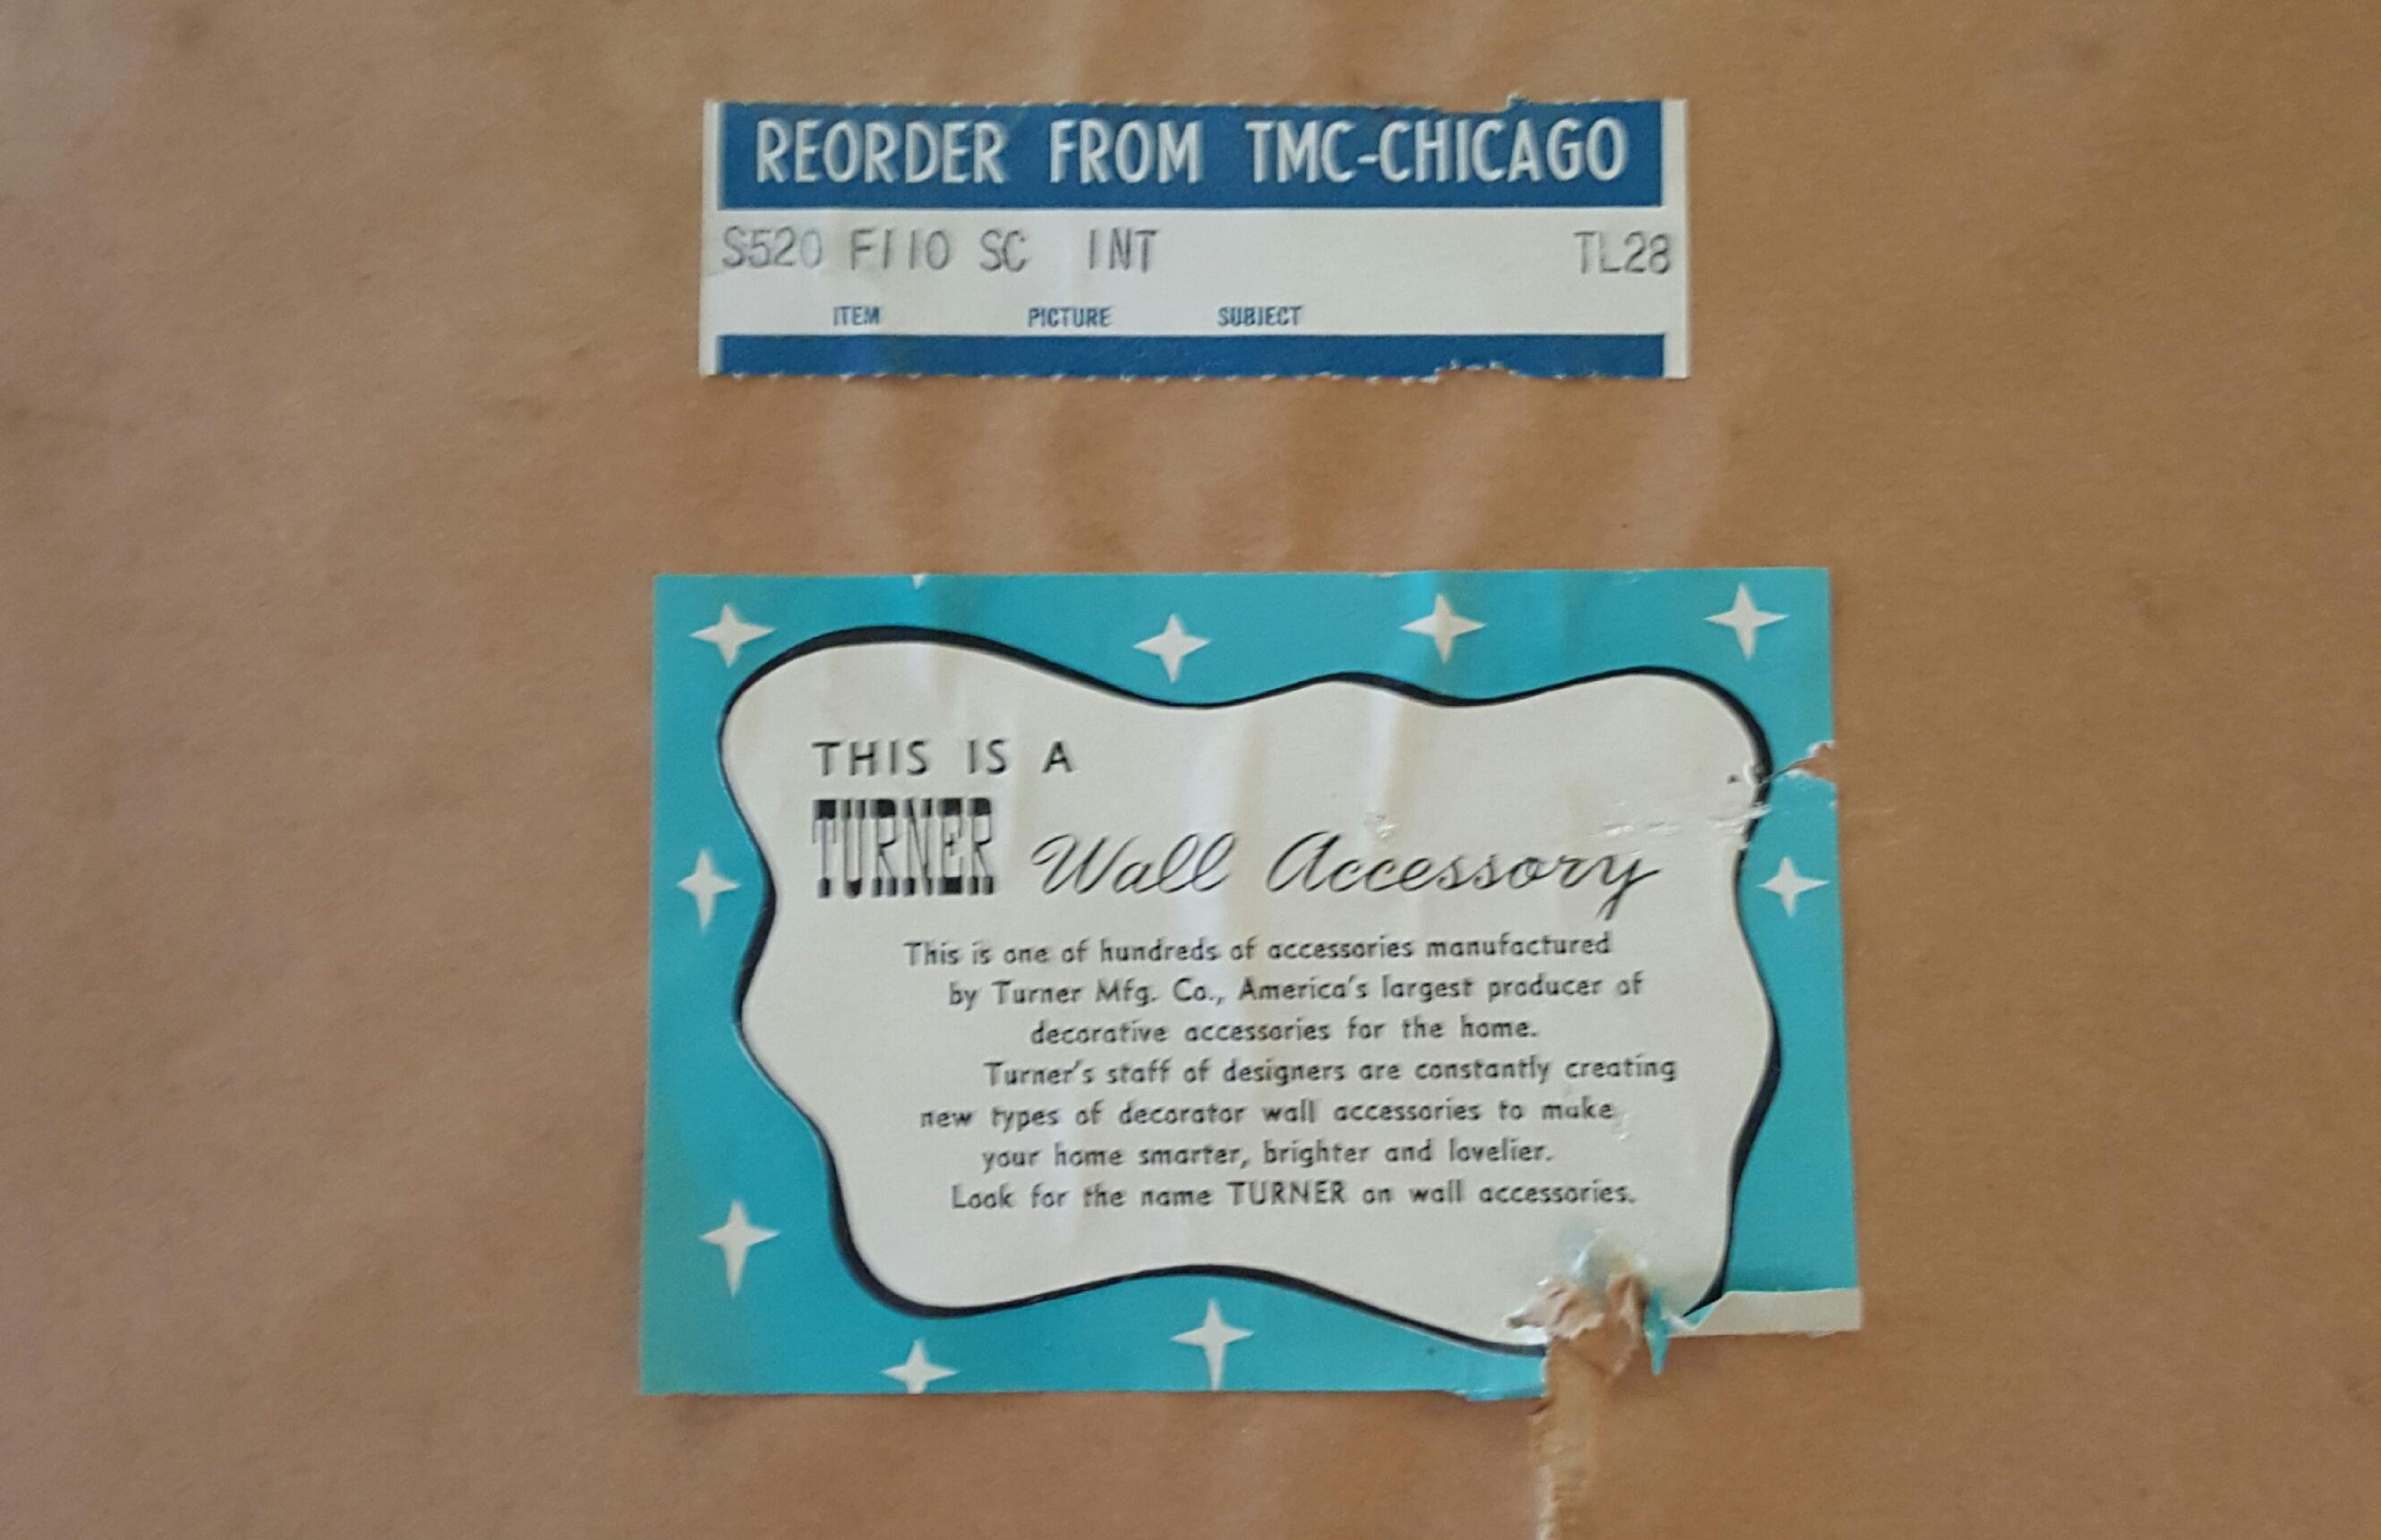 REORDER FROM TMC-CHICAGO
S520 F110 SC INT TL28
ITEM PICTURE SUBJECT
THIS IS A
TURNER Wall Accessory
This is one of hundreds of accessories manufactured
by Turner Mfg. Co., America's largest producer of
decorative accessories for the home.
Turner's staff of designers are constantly creating
new types of decorator wall accessories to make
your home smarter, brighter and lovelier.
Look for the name TURNER on wall accessories.